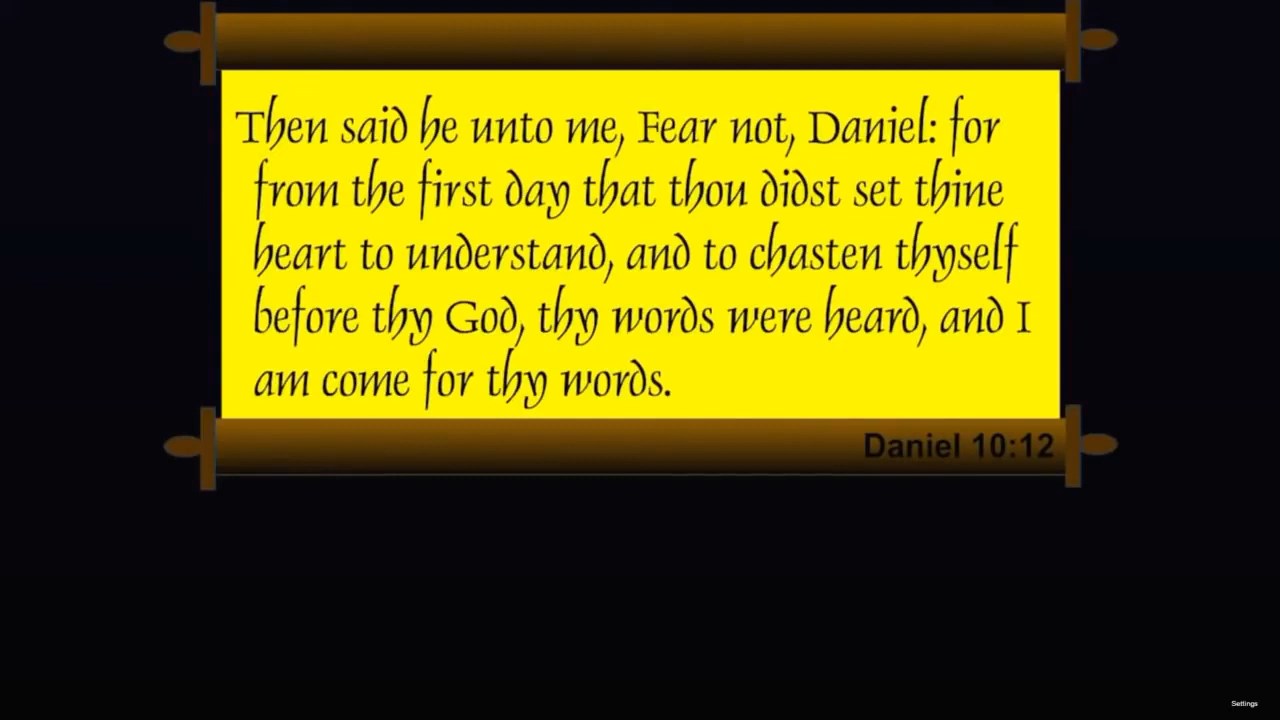 Then said he unto me, Fear not, Daniel: for
from the first day that thou didst set thine
heart to understand, and to chasten thyself
before thy God, thy words were heard, and I
am come for thy words.
Daniel 10:12
Settings